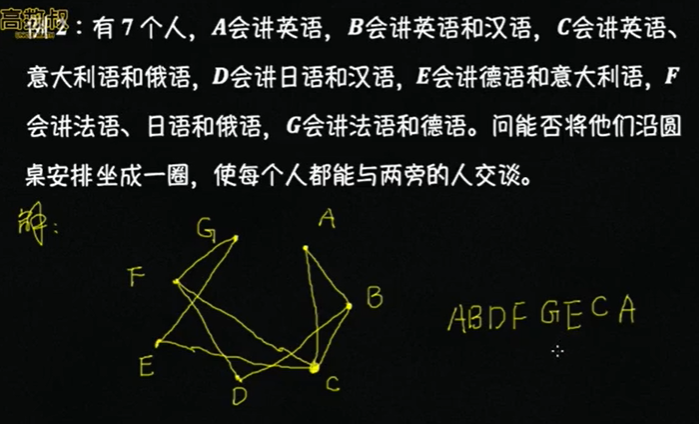 高数叔
例 2：有 7 个人，A会讲英语，B会讲英语和汉语，C会讲英语、
意大利语和俄语，D会讲日语和汉语，E会讲德语和意大利语，F
会讲法语、日语和俄语，G会讲法语和德语。问能否将他们沿圆
桌安排坐成一圈，使每个人都能与两旁的人交谈。
解：
G
A
F
B
ABDFGECA
E
D
C